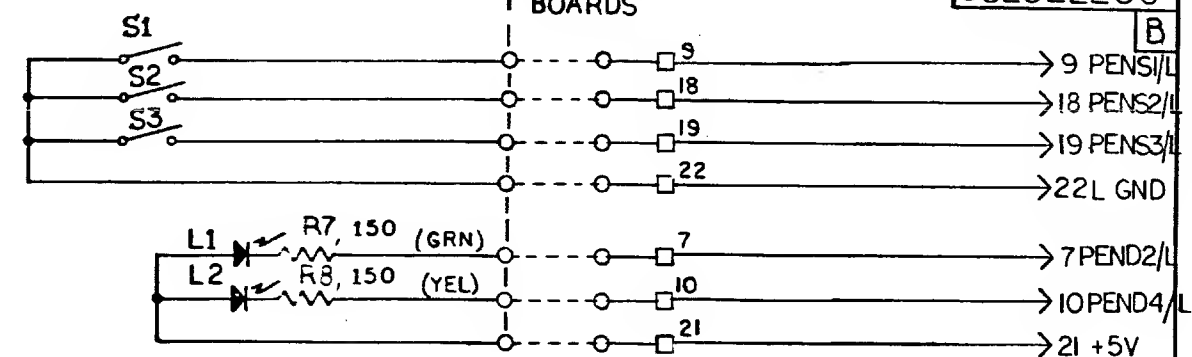 BOARDS
B
S1
9
9 PENS1/L
S2
18
18 PENS2/L
S3
19
19 PENS3/L
22
22L GND
L1
R7, 150 (GRN)
7
7 PEND2/L
L2
R8, 150 (YEL)
10
10 PEND4/L
21
21 +5V